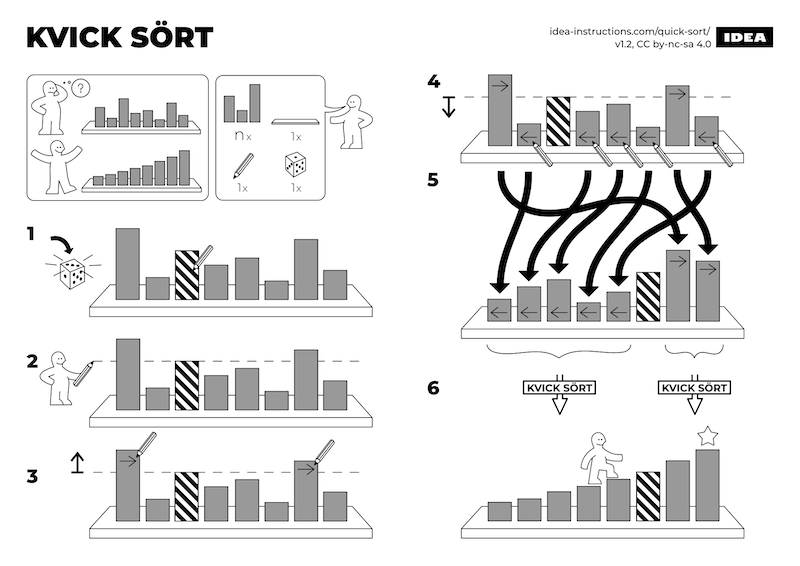 KVICK SÖRT
idea-instructions.com/quick-sort/
v1.2, CC by-nc-sa 4.0
IDEA
?
n x
1x
1x
1x
1
2
3
4
5
6
KVICK SÖRT
KVICK SÖRT